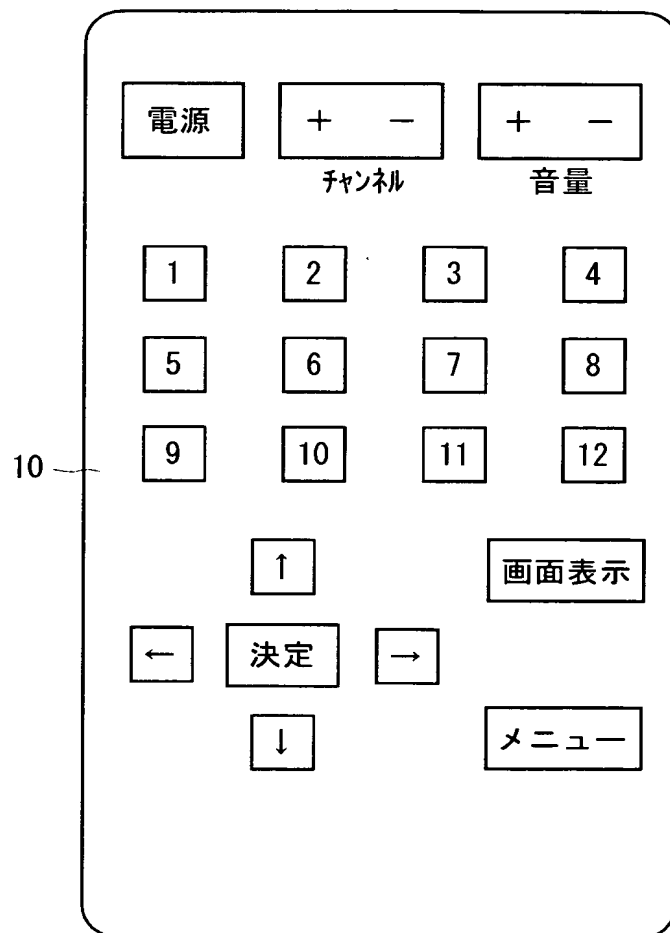 電源 + − + −
チャンネル 音量
1 2 3 4
5 6 7 8
10 9 10 11 12
↑ 画面表示
← 決定 →
↓ メニュー